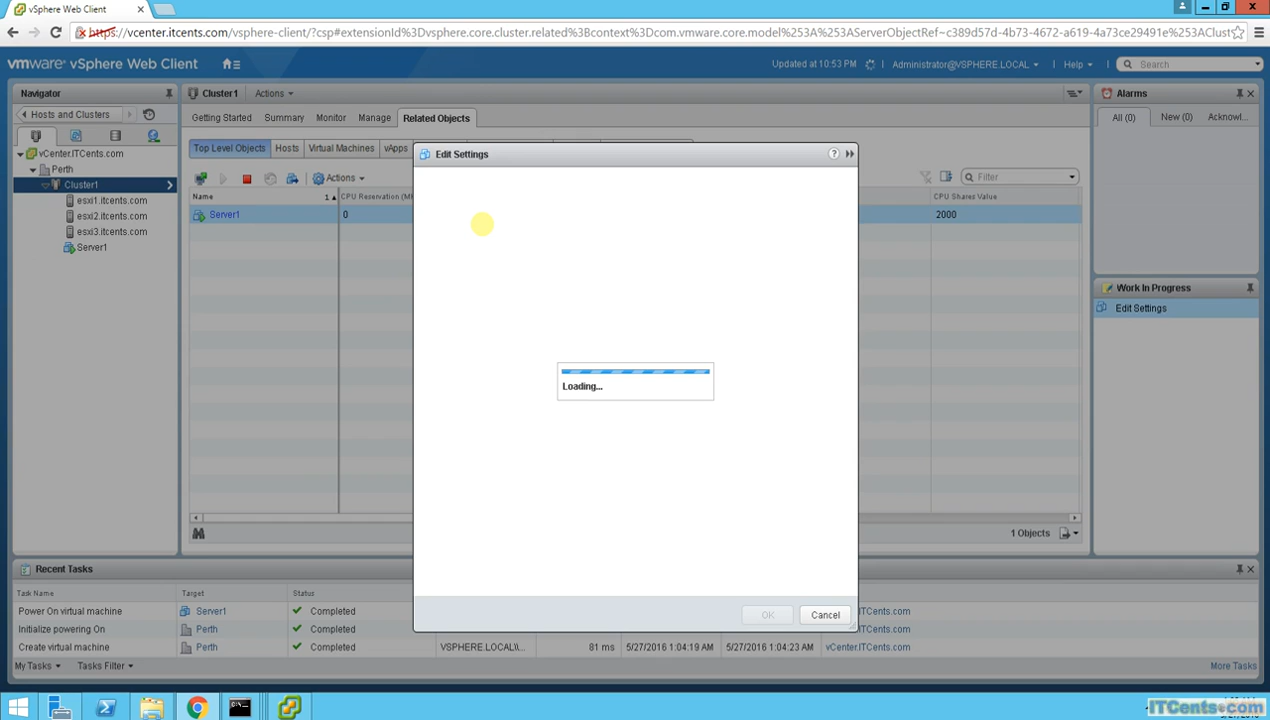 vSphere Web Client
https://vcenter.itcents.com/vsphere-client/?csp#extensionId%3Dvsphere.core.cluster.related%3Bcontext%3Dcom.vmware.core.model%253A%253AServerObjectRef~c389d57d-4b73-4672-a619-4a73ce29491e%253AClust
vmware® vSphere Web Client
Updated at 10:53 PM
Administrator@VSPHERE.LOCAL
Help
Search
Navigator
Cluster1
Actions
Alarms
Hosts and Clusters
Getting Started
Summary
Monitor
Manage
Related Objects
All (0)
New (0)
Acknowl...
Top Level Objects
Hosts
Virtual Machines
vApps
vCenter.ITCents.com
Perth
Cluster1
esxi1.itcents.com
esxi2.itcents.com
esxi3.itcents.com
Server1
Actions
Filter
Name
1
CPU Reservation (M
CPU Shares Value
Server1
0
2000
Edit Settings
Loading...
OK
Cancel
Work In Progress
Edit Settings
1 Objects
Recent Tasks
Task Name
Target
Status
Power On virtual machine
Server1
Completed
.ITCents.com
Initialize powering On
Perth
Completed
.ITCents.com
Create virtual machine
Perth
Completed
VSPHERE.LOCAL\\...
81 ms
5/27/2016 1:04:19 AM
5/27/2016 1:04:23 AM
vCenter.ITCents.com
My Tasks
Tasks Filter
More Tasks
ITCents.com